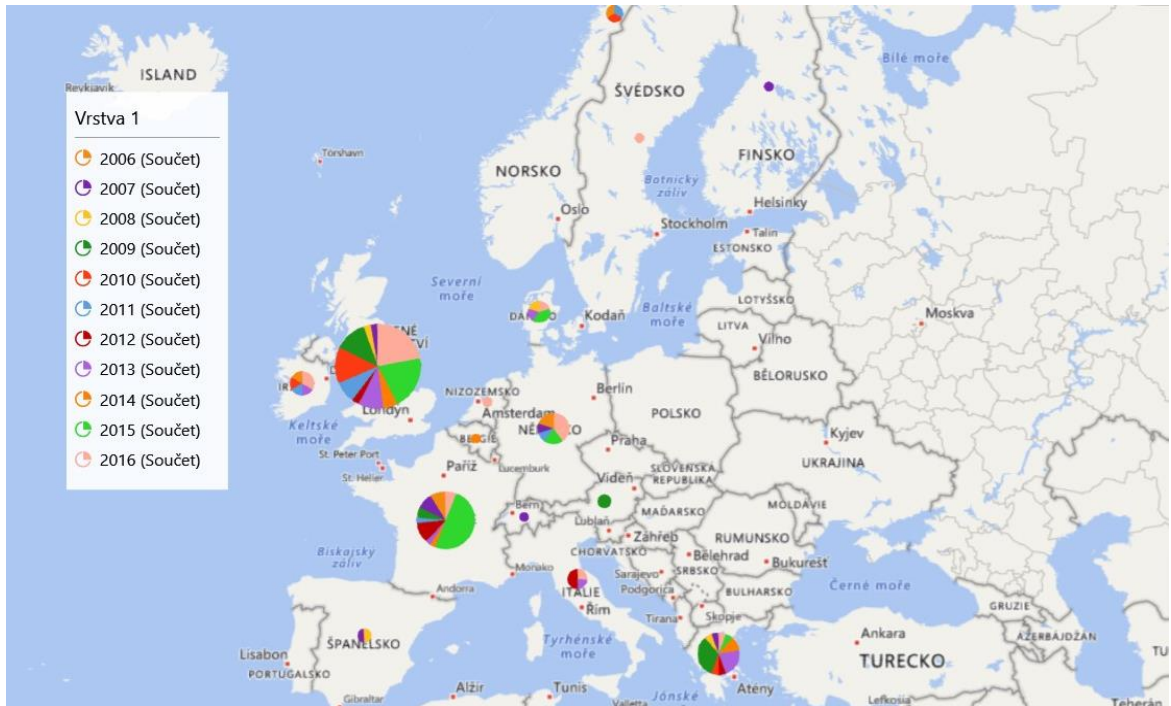 Vrstva 1
2006 (Součet)
2007 (Součet)
2008 (Součet)
2009 (Součet)
2010 (Součet)
2011 (Součet)
2012 (Součet)
2013 (Součet)
2014 (Součet)
2015 (Součet)
2016 (Součet)
ISLAND
Reykjavik
Bílé moře
ŠVÉDSKO
Tórshavn
FINSKO
NORSKO
Botnický
záliv
Oslo
Helsinky
Stockholm
Talin
ESTONSKO
Severní
moře
LOTYŠSKO
Baltské
moře
Kodaň
Moskva
LITVA
Vilno
BĚLORUSKO
NIZOZEMSKO
Berlín
Londýn
Amsterdam
POLSKO
Keltské
moře
Praha
Kyjev
St. Peter Port
Paříž
Lucemburk
SLOVENSKÁ
REPUBLIKA
UKRAJINA
St. Helier
Vídeň
Bern
MAĎARSKO
MOLDAVIE
Lublaň
Záhřeb
RUMUNSKO
CHORVATSKO
Bělehrad
Bukurešť
Biskajský
záliv
Monako
Sarajevo
SRBSKO
Andorra
ITÁLIE
Podgorica
BULHARSKO
Černé moře
GRUZIE
Řím
Skopje
Tirana
ŠPANĚLSKO
Tyrhénské
moře
Ankara
AZERBÁJDŽÁN
Lisabon
PORTUGALSKO
TURECKO
Atény
Gibraltar
Alžír
Tunis
Jónské
Valletta
Lefkoşia
Teherán